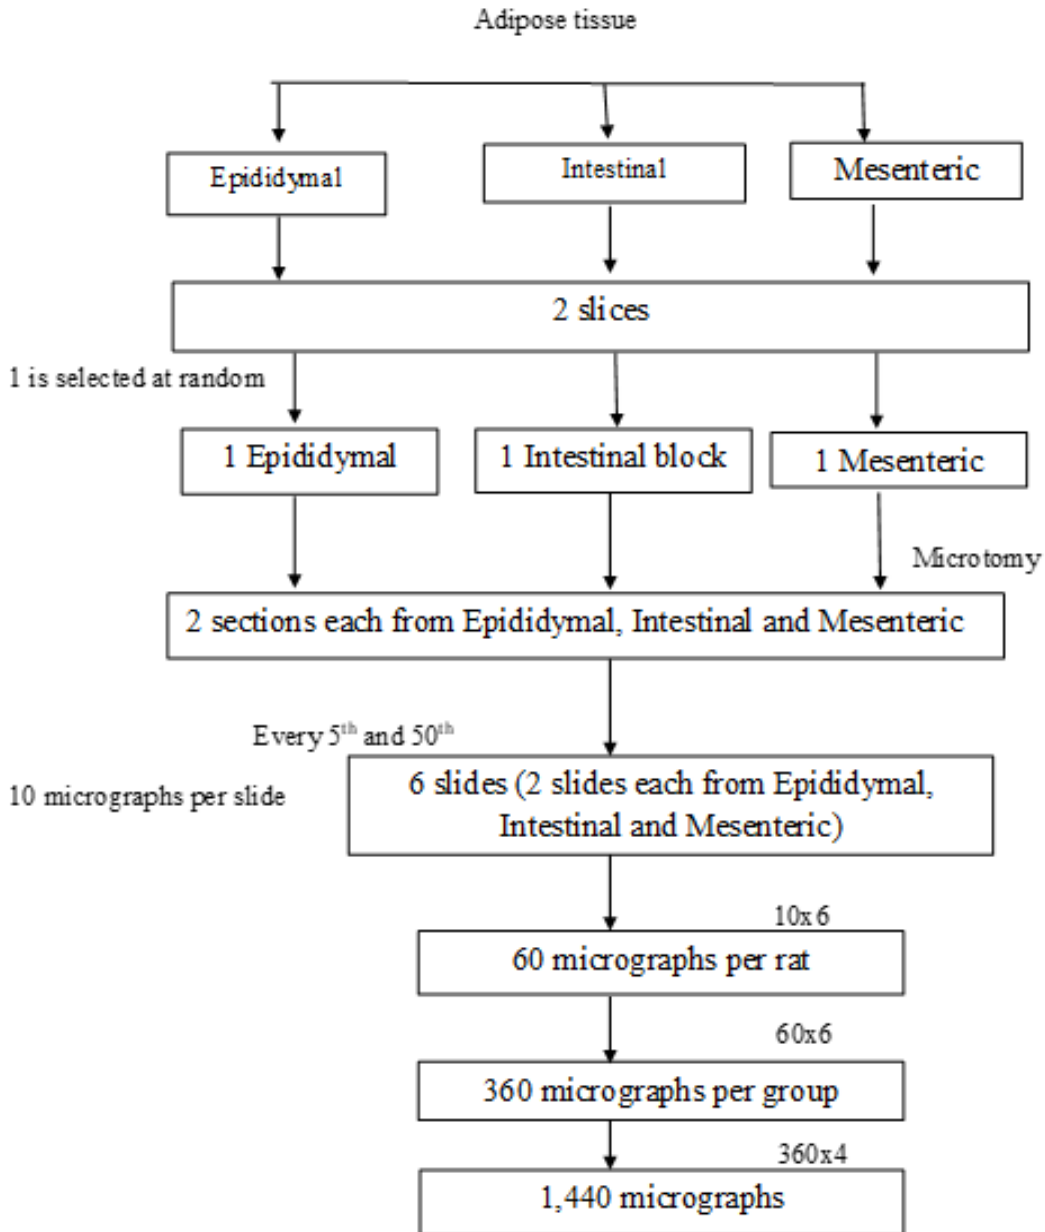 Adipose tissue
Epididymal
Intestinal
Mesenteric
2 slices
1 is selected at random
1 Epididymal
1 Intestinal block
1 Mesenteric
Microtomy
2 sections each from Epididymal, Intestinal and Mesenteric
Every 5th and 50th
10 micrographs per slide
6 slides (2 slides each from Epididymal,
Intestinal and Mesenteric)
10x6
60 micrographs per rat
60x6
360 micrographs per group
360x4
1,440 micrographs